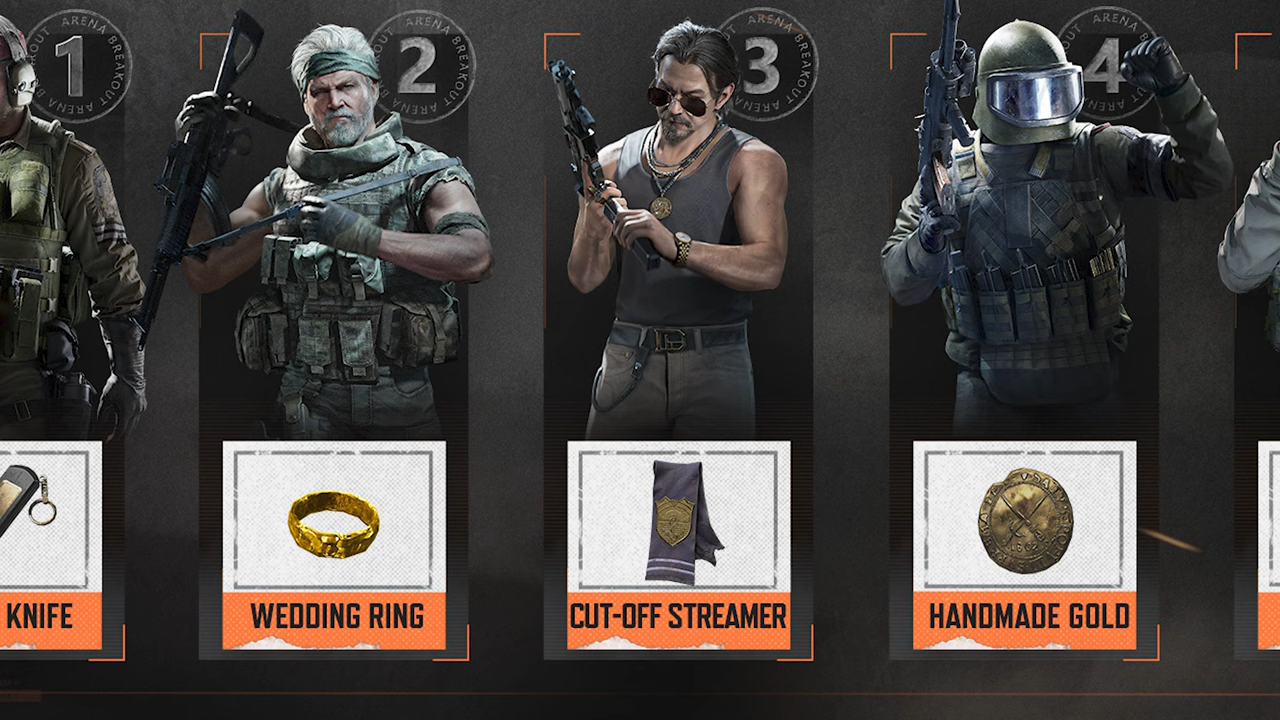 1
ARENA BREAKOUT
2
ARENA BREAKOUT
3
ARENA BREAKOUT
4
ARENA BREAKOUT
KNIFE
WEDDING RING
CUT-OFF STREAMER
HANDMADE GOLD